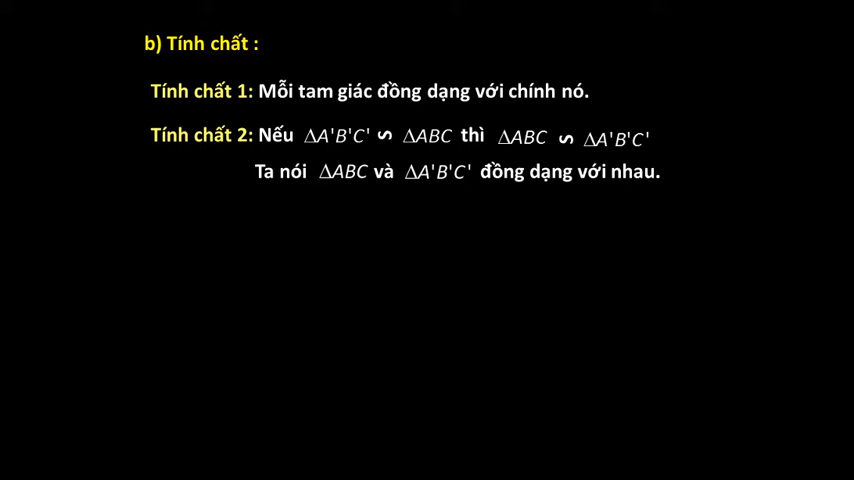 b) Tính chất :
Tính chất 1: Mỗi tam giác đồng dạng với chính nó.
Tính chất 2: Nếu ΔA'B'C' ∽ ΔABC thì ΔABC ∽ ΔA'B'C'
Ta nói ΔABC và ΔA'B'C' đồng dạng với nhau.